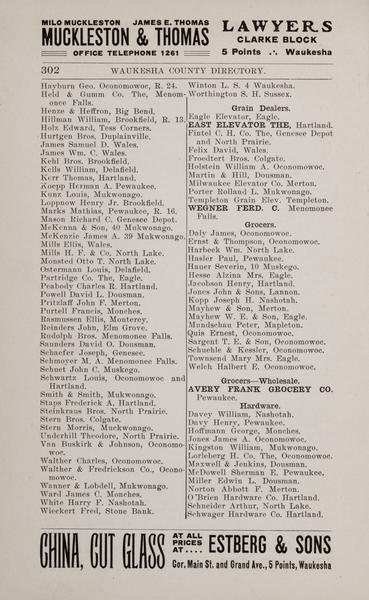 MILO MUCKLESTON JAMES E. THOMAS
MUCKLESTON & THOMAS
OFFICE TELEPHONE 1261
LAWYERS
CLARKE BLOCK
5 Points .·. Waukesha
302 WAUKESHA COUNTY DIRECTORY.
Hayburn Geo. Oconomowoc, R. 24.
Held & Gumm Co. The, Menom-
onee Falls.
Henze & Heffron, Big Bend.
Hillman William, Brookfield, R. 13.
Holz Edward, Tess Corners.
Hurtgen Bros. Duplainville.
James Samuel D. Wales.
James Wm. C. Wales.
Kehl Bros. Brookfield.
Keils William, Delafield.
Kerr Thomas, Hartland.
Koepp Herman A. Pewaukee.
Kunz Louis, Mukwonago.
Loppnow Henry Jr. Brookfield.
Marks Mathias, Pewaukee, R. 16.
Mason Richard C. Genesee Depot.
McKenna & Son, 40 Mukwonago.
McKenzie James A. 39 Mukwonago.
Mills Ellis, Wales.
Mills H. F. & Co. North Lake.
Monsted Otto T. North Lake.
Ostermann Louis, Delafield.
Partridge Co. The, Eagle.
Peabody Charles R. Hartland.
Powell David L. Dousman.
Pritzlaff John F. Merton.
Purtell Francis, Monches.
Rasmussen Ellis, Monterey.
Reinders John, Elm Grove.
Rudolph Bros. Menomonee Falls.
Saunders David O. Dousman.
Schaefer Joseph, Genesee.
Schmoyer M. A. Menomonee Falls.
Schuet John C. Muskego.
Schwartz Louis, Oconomowoc and
Hartland.
Smith & Smith, Mukwonago.
Staps Frederick A. Hartland.
Steinkraus Bros. North Prairie.
Stern Bros. Colgate.
Stern Morris, Muckwonago.
Underhill Theodore, North Prairie.
Van Buskirk & Johnson, Oconomo-
woc.
Walther Charles, Oconomowoc.
Walther & Fredrickson Co., Ocono-
mowoc.
Wanner & Lobdell, Mukwonago.
Ward James C. Monches.
White Harry F. Nashotah.
Wieckert Fred, Stone Bank.
Winton L. S. 4 Waukesha.
Worthington S. H. Sussex.
Grain Dealers.
Eagle Elevator, Eagle.
EAST ELEVATOR THE, Hartland.
Fintel C. H. Co. The, Genesee Depot
and North Prairie.
Felix David, Wales.
Froedtert Bros. Colgate.
Holstein William A. Oconomowoc.
Martin & Hill, Dousman.
Milwaukee Elevator Co, Merton.
Porter Rolland L. Mukwonago.
Templeton Grain Elev. Templeton.
WEGNER FERD. C. Menomonee
Falls.
Grocers.
Daly James, Oconomowoc.
Ernst & Thompson, Oconomowoc.
Harbeck Wm. North Lake.
Hasler Paul, Pewaukee.
Hauer Severin, 10 Muskego.
Hesse Alzina Mrs. Eagle.
Jacobson Henry, Hartland.
Jones John & Sons, Lannon.
Kopp Joseph H. Nashotah.
Mayhew & Son, Merton.
Mayhew W. E. & Son, Eagle.
Mundschau Peter, Mapleton.
Quis Ernest, Oconomowoc.
Sargent T. E. & Son, Oconomowoc.
Schuehle & Kessler, Oconomowoc.
Townsend Mary Mrs. Eagle.
Welch Halbert E. Oconomowoc.
Grocers—Wholesale.
AVERY FRANK GROCERY CO.
Pewaukee.
Hardware.
Davey William, Nashotah.
Davy Henry, Pewaukee.
Hoffmann George, Monches.
Jones James A. Oconomowoc.
Kingston William, Mukwonago.
Lorleberg H. Co. The, Oconomowoc.
Maxwell & Jenkins, Dousman.
McDowell Sherman E. Pewaukee.
Miller Edwin L. Dousman.
Norton Abbott F. Merton.
O'Brien Hardware Co. Hartland.
Schneider Arthur, North Lake.
Schwager Hardware Co. Hartland.
CHINA, CUT GLASS
AT ALL
PRICES
AT....
ESTBERG & SONS
Cor. Main St. and Grand Ave., 5 Points, Waukesha